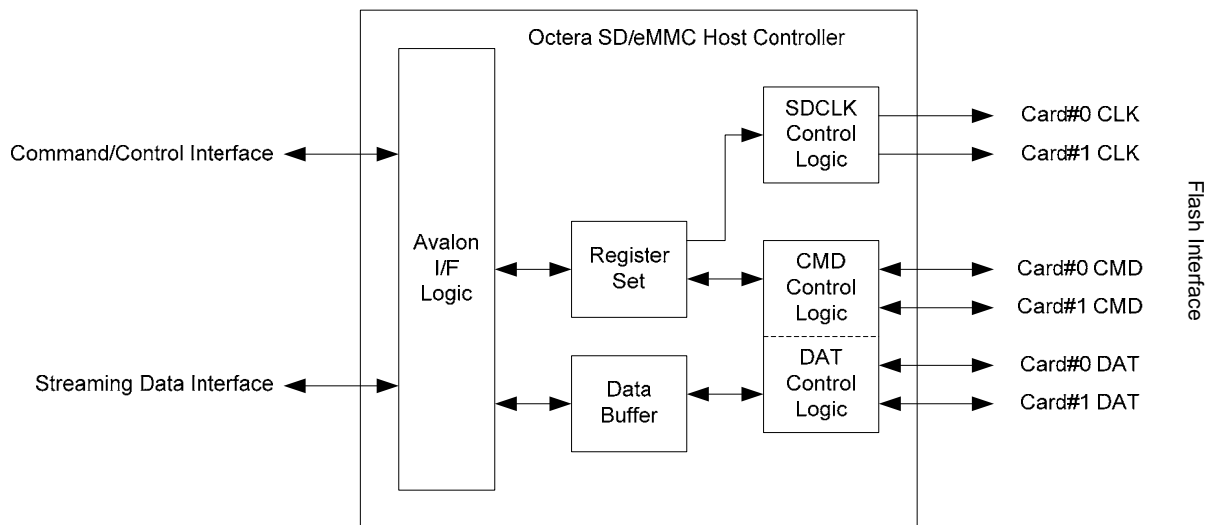 Octera SD/eMMC Host Controller
Command/Control Interface
Streaming Data Interface
Avalon
I/F
Logic
Register
Set
Data
Buffer
SDCLK
Control
Logic
CMD
Control
Logic
DAT
Control
Logic
Card#0 CLK
Card#1 CLK
Card#0 CMD
Card#1 CMD
Card#0 DAT
Card#1 DAT
Flash Interface